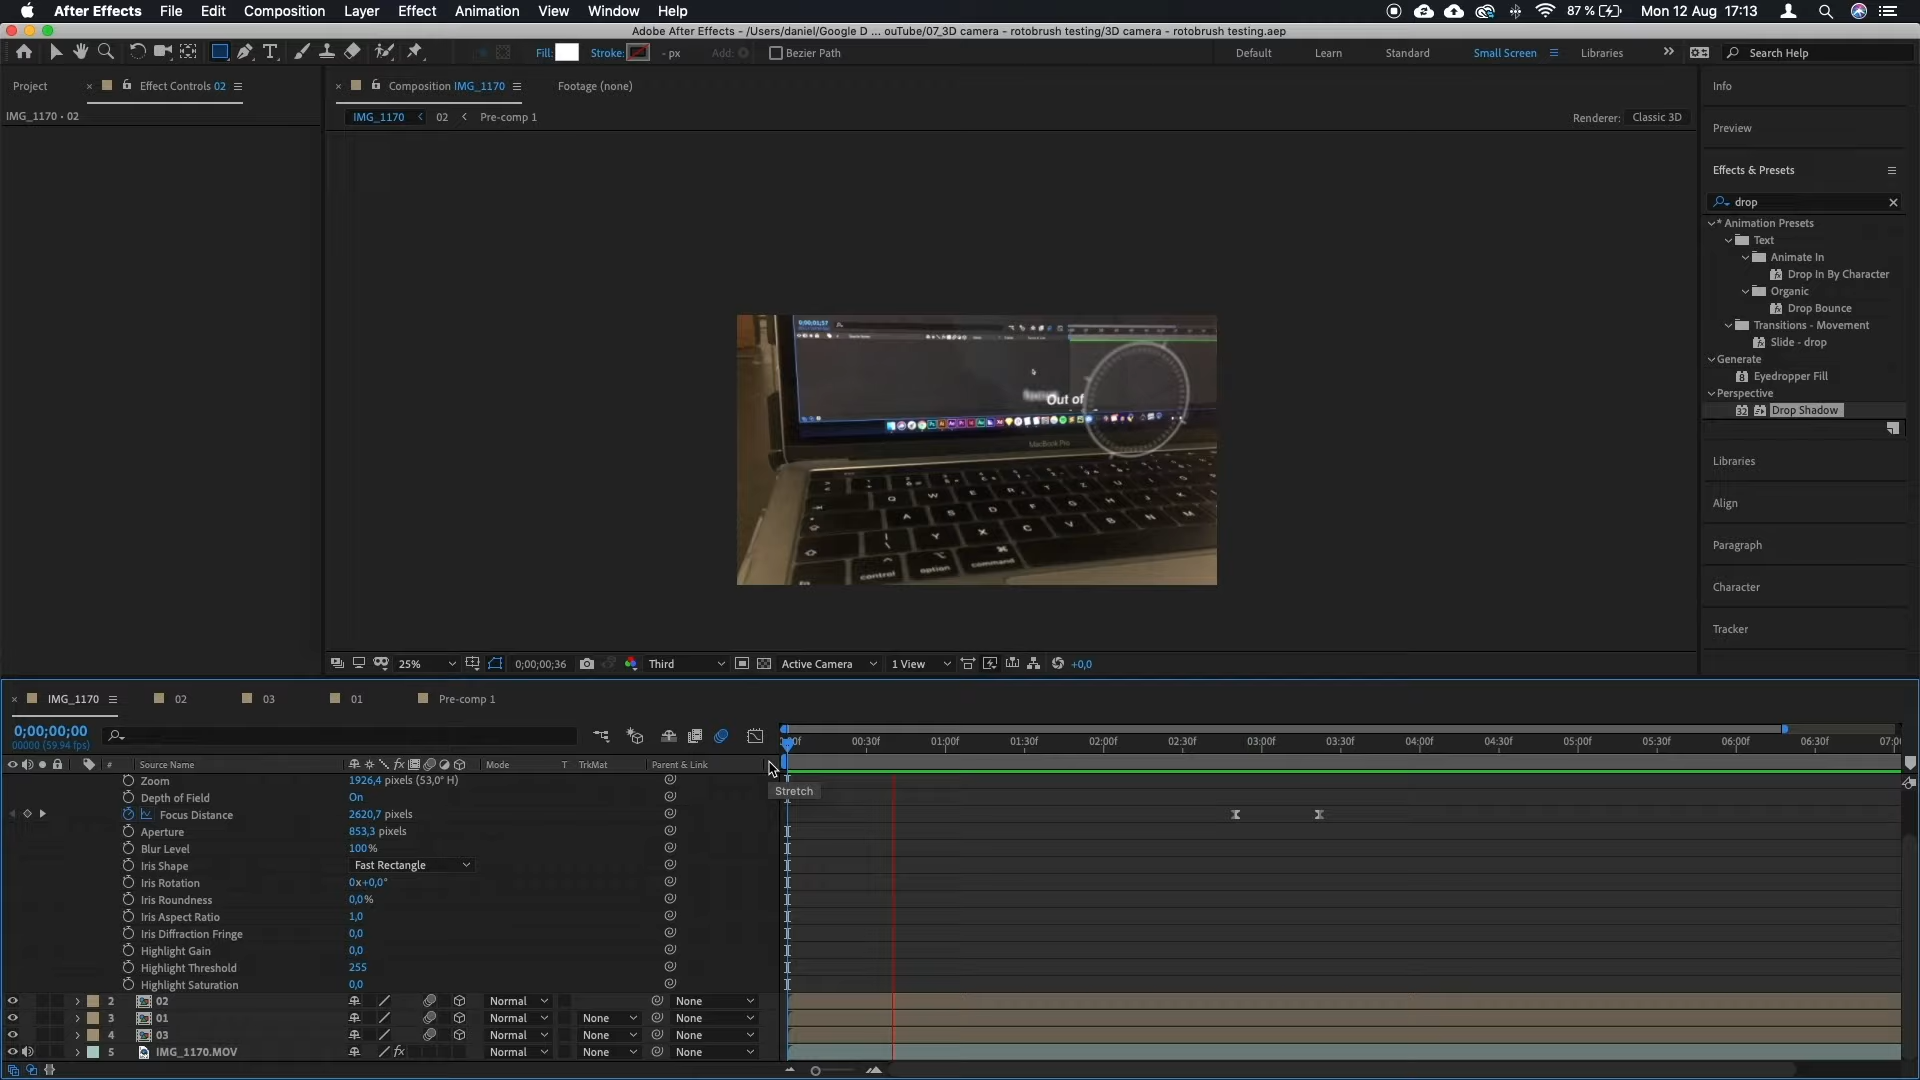 After Effects File Edit Composition Layer Effect Animation View Window Help 87 % Mon 12 Aug 17:13
Adobe After Effects - /Users/daniel/Google D ... ouTube/07_3D camera - rotobrush testing/3D camera - rotobrush testing.aep
Fill: Stroke: - px Add: Bezier Path Default Learn Standard Small Screen Libraries Search Help
Project Effect Controls 02 Composition IMG_1170 Footage (none)
IMG_1170 • 02
IMG_1170 02 Pre-comp 1 Renderer: Classic 3D
Info
Preview
Effects & Presets
drop
* Animation Presets
Text
Animate In
Drop In By Character
Organic
Drop Bounce
Transitions - Movement
Slide - drop
Generate
Eyedropper Fill
Perspective
Drop Shadow
Libraries
Align
Paragraph
Character
Tracker
Out of
MacBook Pro
Q W E R T Y
A S D F G
Y X C V B N M
control option command
25% 0;00;00;36 Third Active Camera 1 View +0,0
IMG_1170 02 03 01 Pre-comp 1
0;00;00;00
00000 (59.94 fps)
00:30f 01:00f 01:30f 02:00f 02:30f 03:00f 03:30f 04:00f 04:30f 05:00f 05:30f 06:00f 06:30f
# Source Name Mode T TrkMat Parent & Link
Stretch
Zoom 1926,4 pixels (53,0° H)
Depth of Field On
Focus Distance 2620,7 pixels
Aperture 853,3 pixels
Blur Level 100%
Iris Shape Fast Rectangle
Iris Rotation 0x+0,0°
Iris Roundness 0,0%
Iris Aspect Ratio 1,0
Iris Diffraction Fringe 0,0
Highlight Gain 0,0
Highlight Threshold 255
Highlight Saturation 0,0
2 02 Normal None
3 01 Normal None None
4 03 Normal None None
5 IMG_1170.MOV Normal None None